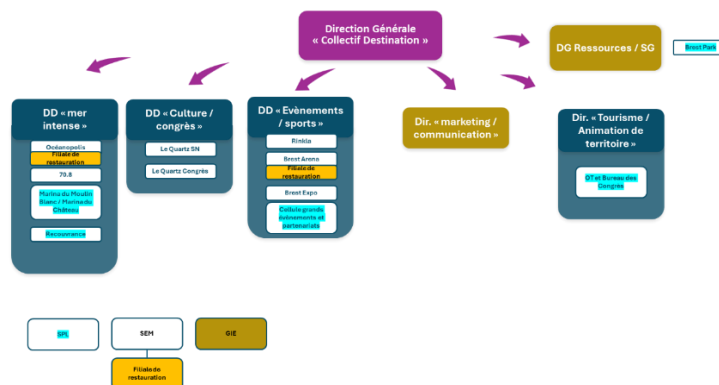 Direction Générale
« Collectif Destination »
DG Ressources / SG
Brest Park
DD « mer
intense »
Océanopolis
Filiale de
restauration
70.8
Marina du Moulin
Blanc / Marina du
Château
Recouvrance
DD « Culture /
congrès »
Le Quartz SN
Le Quartz Congrès
DD « Evènements
/ sports »
Rinkla
Brest Arena
Filiale de
restauration
Brest Expo
Cellule grands
évènements et
partenariats
Dir. « marketing /
communication »
Dir. « Tourisme /
Animation de
territoire »
OT et Bureau des
Congrès
SPL
SEM
GIE
Filiale de
restauration